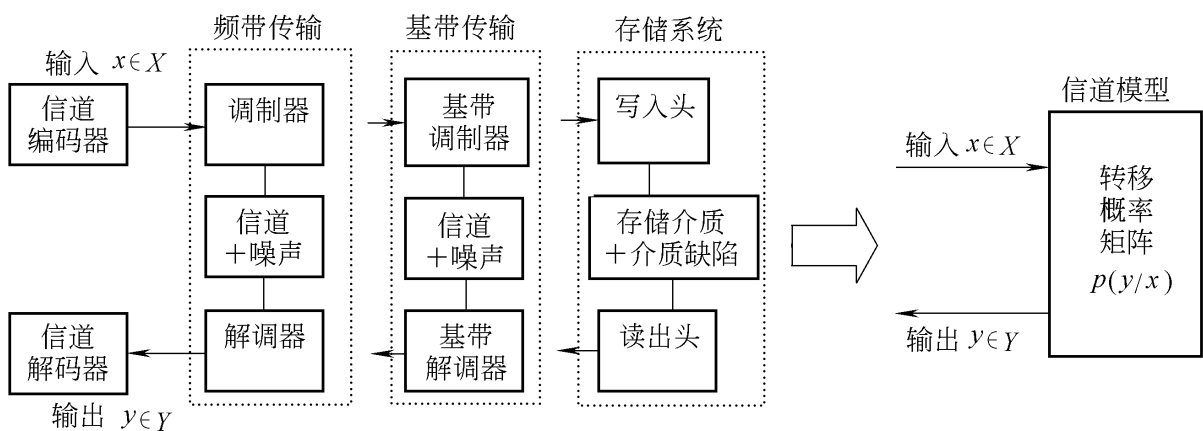 频带传输
基带传输
存储系统
输入 x∈X
信道
编码器
调制器
基带
调制器
写入头
信道
+噪声
信道
+噪声
存储介质
+介质缺陷
信道
解码器
解调器
基带
解调器
读出头
输出 y∈Y
信道模型
输入 x∈X
转移
概率
矩阵
p(y/x)
输出 y∈Y